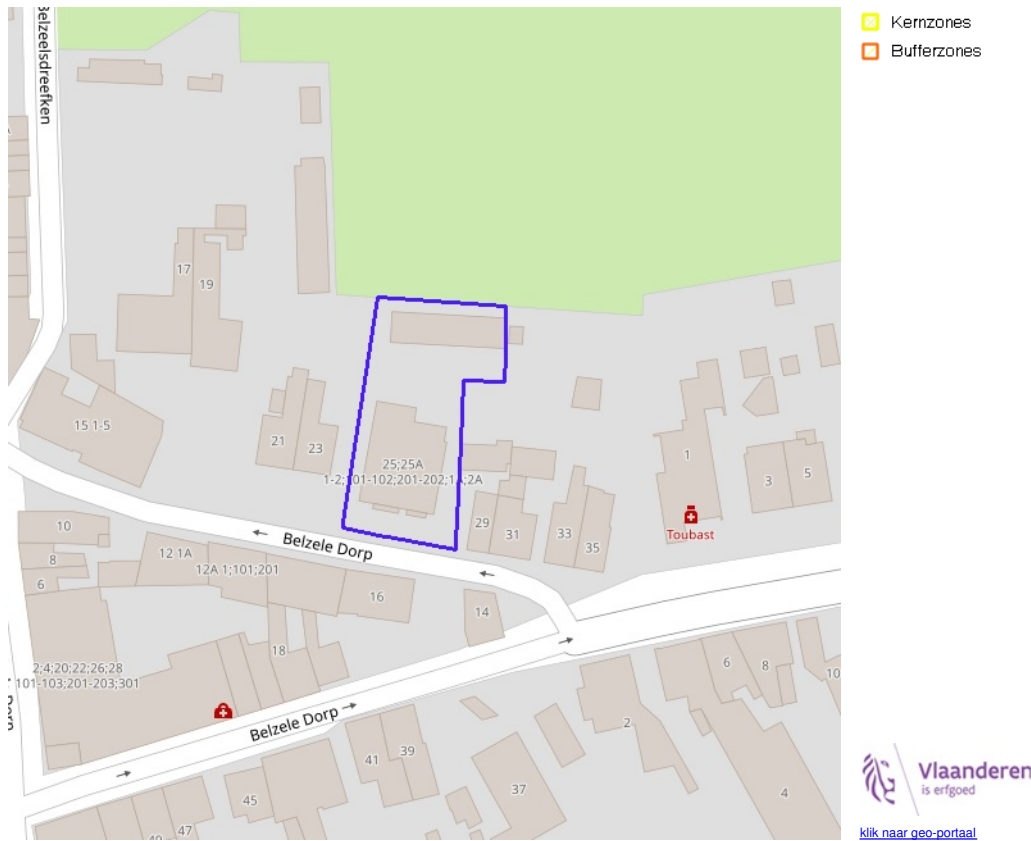 Kernzones
Bufferzones
Belzeelsdreefken
17
19
15 1-5
21
23
25;25A
1-2;101-102;201-202;1A;2A
29
31
33
35
1
3
5
Toubast
10
8
6
12 1A
12A 1;101;201
Belzele Dorp
16
14
18
2;4;20;22;26;28
101-103;201-203;301
Belzele Dorp
6
8
10
2
4
41
39
37
45
47
Vlaanderen
is erfgoed
klik naar geo-portaal